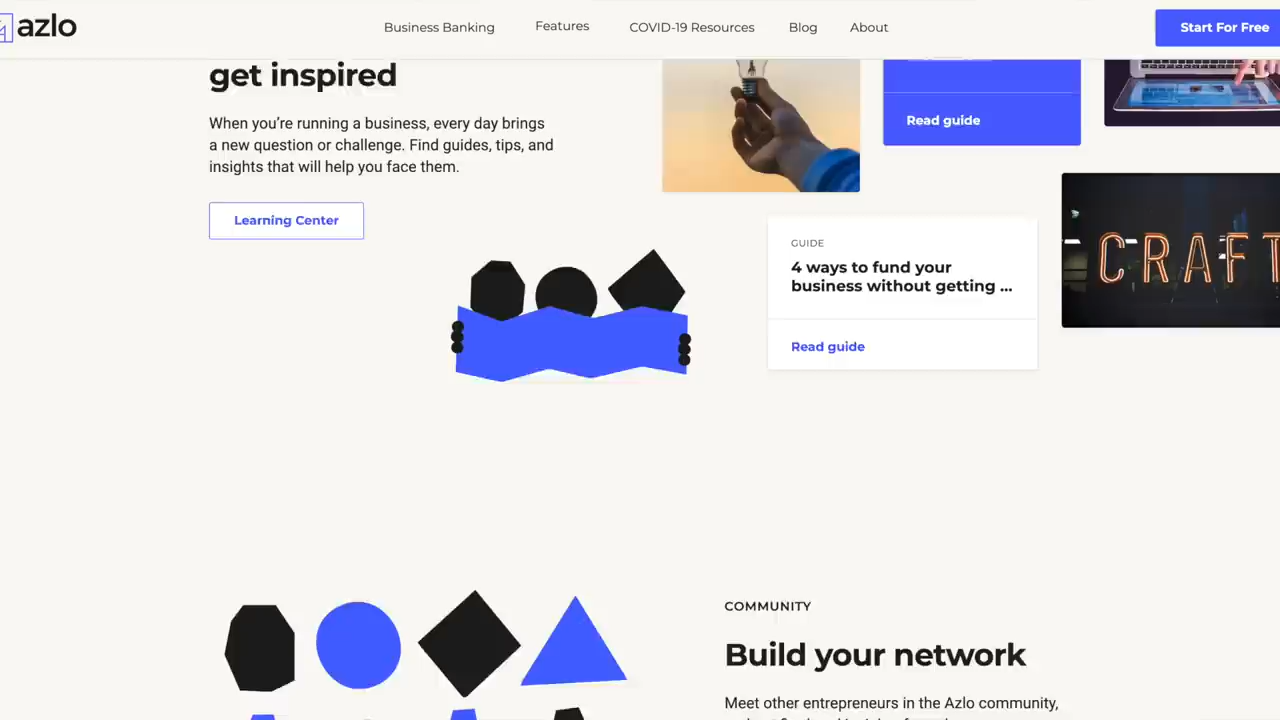 azlo
Business Banking
Features
COVID-19 Resources
Blog
About
Start For Free
get inspired
When you’re running a business, every day brings
a new question or challenge. Find guides, tips, and
insights that will help you face them.
Learning Center
Read guide
GUIDE
4 ways to fund your
business without getting ...
Read guide
CRAFT
COMMUNITY
Build your network
Meet other entrepreneurs in the Azlo community,